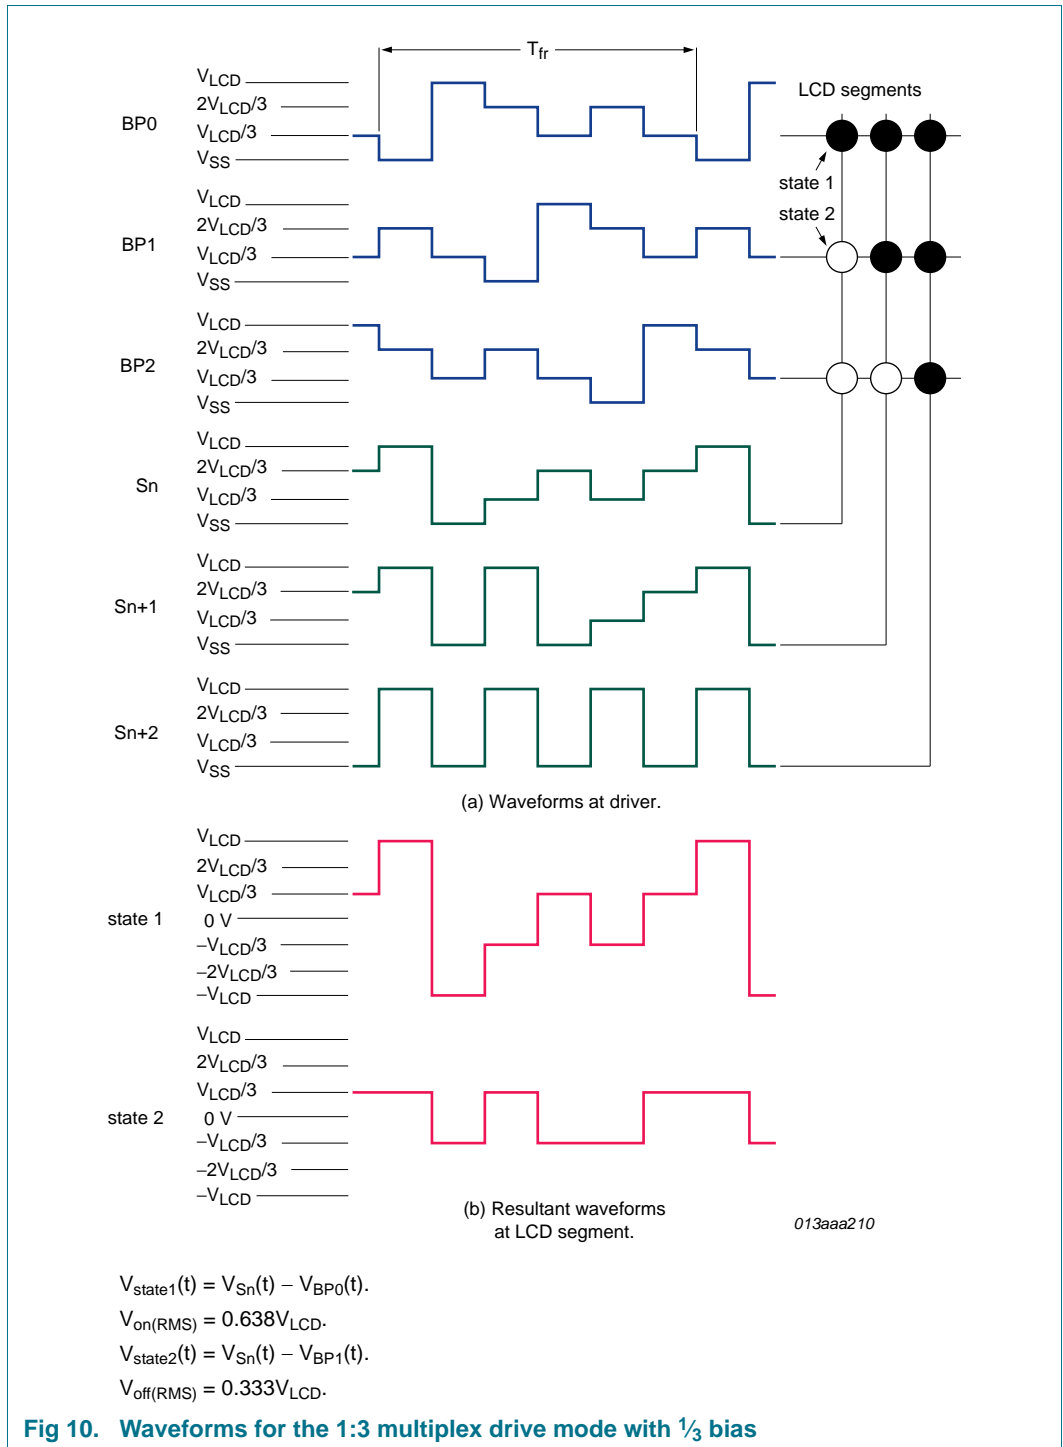 Tfr
BP0
VLCD
2VLCD/3
VLCD/3
VSS
LCD segments
state 1
state 2
BP1
VLCD
2VLCD/3
VLCD/3
VSS
BP2
VLCD
2VLCD/3
VLCD/3
VSS
Sn
VLCD
2VLCD/3
VLCD/3
VSS
Sn+1
VLCD
2VLCD/3
VLCD/3
VSS
Sn+2
VLCD
2VLCD/3
VLCD/3
VSS
(a) Waveforms at driver.
state 1
VLCD
2VLCD/3
VLCD/3
0 V
−VLCD/3
−2VLCD/3
−VLCD
state 2
VLCD
2VLCD/3
VLCD/3
0 V
−VLCD/3
−2VLCD/3
−VLCD
(b) Resultant waveforms
at LCD segment.
013aaa210
Vstate1(t) = VSn(t) − VBP0(t).
Von(RMS) = 0.638VLCD.
Vstate2(t) = VSn(t) − VBP1(t).
Voff(RMS) = 0.333VLCD.
Fig 10. Waveforms for the 1:3 multiplex drive mode with 1⁄3 bias